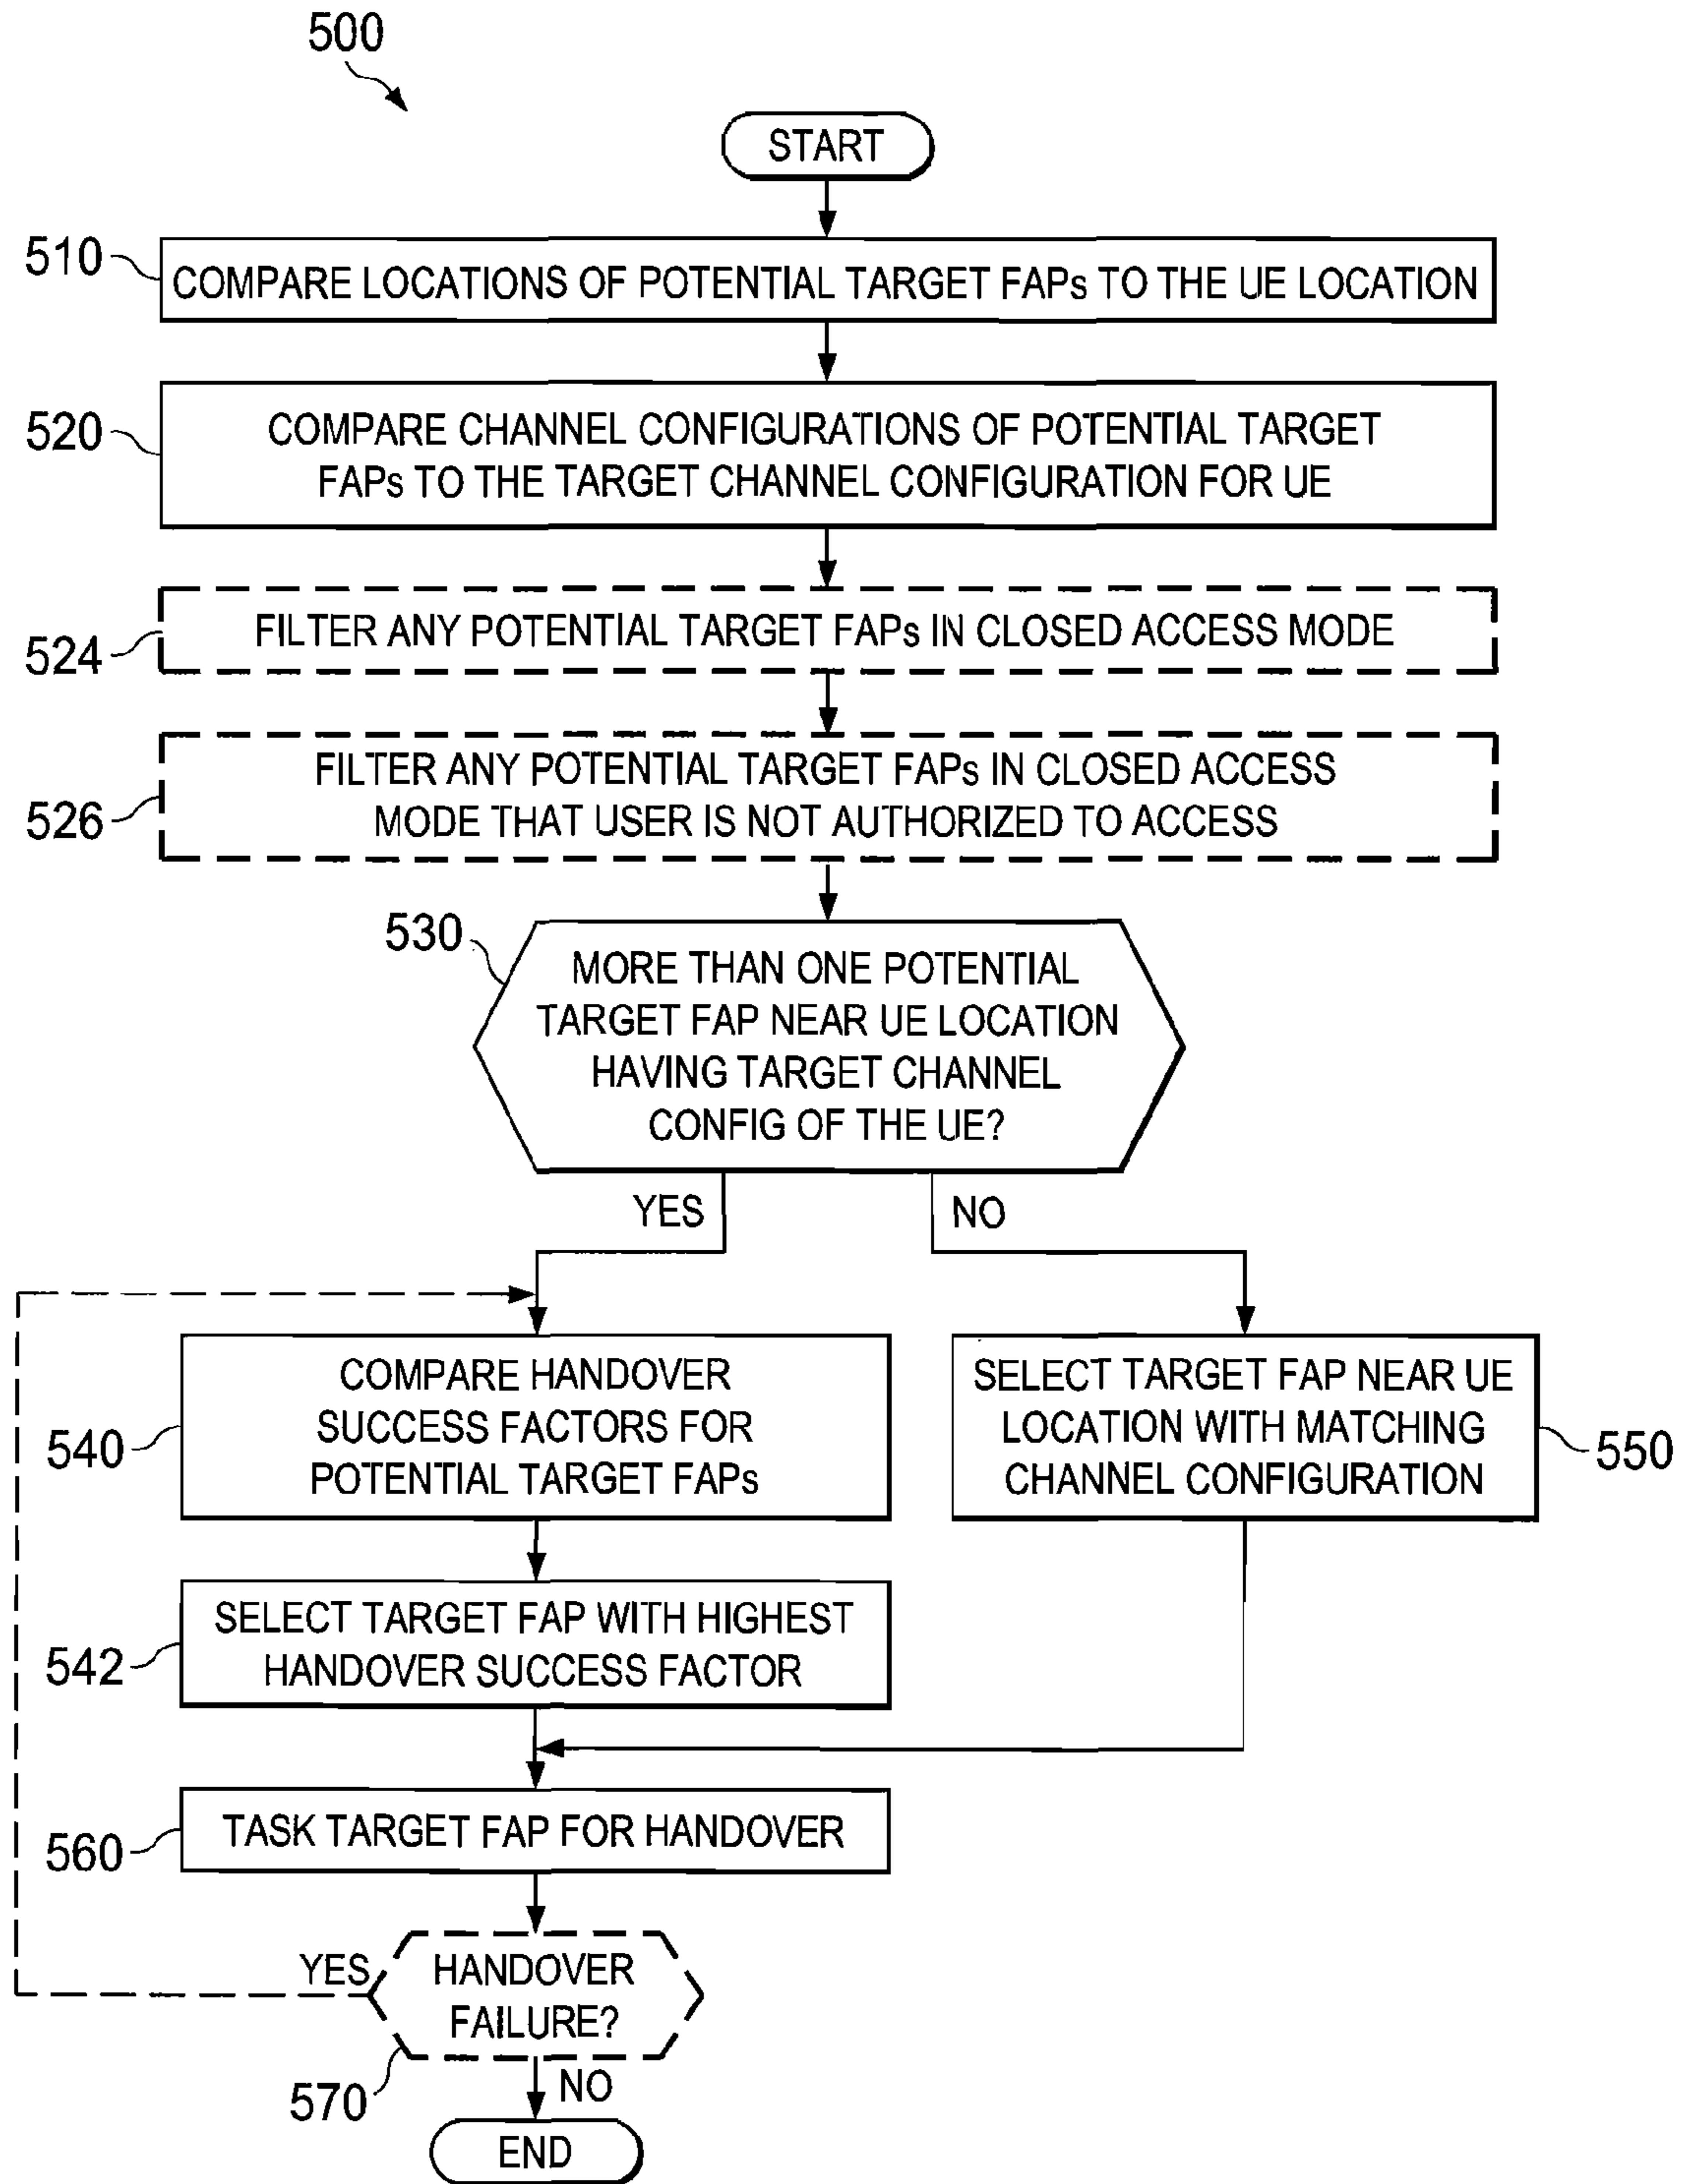 500
START
510
COMPARE LOCATIONS OF POTENTIAL TARGET FAPs TO THE UE LOCATION
520
COMPARE CHANNEL CONFIGURATIONS OF POTENTIAL TARGET
FAPs TO THE TARGET CHANNEL CONFIGURATION FOR UE
524
FILTER ANY POTENTIAL TARGET FAPs IN CLOSED ACCESS MODE
526
FILTER ANY POTENTIAL TARGET FAPs IN CLOSED ACCESS
MODE THAT USER IS NOT AUTHORIZED TO ACCESS
530
MORE THAN ONE POTENTIAL
TARGET FAP NEAR UE LOCATION
HAVING TARGET CHANNEL
CONFIG OF THE UE?
YES
NO
540
COMPARE HANDOVER
SUCCESS FACTORS FOR
POTENTIAL TARGET FAPs
SELECT TARGET FAP NEAR UE
LOCATION WITH MATCHING
CHANNEL CONFIGURATION
550
542
SELECT TARGET FAP WITH HIGHEST
HANDOVER SUCCESS FACTOR
560
TASK TARGET FAP FOR HANDOVER
YES
HANDOVER
FAILURE?
570
NO
END